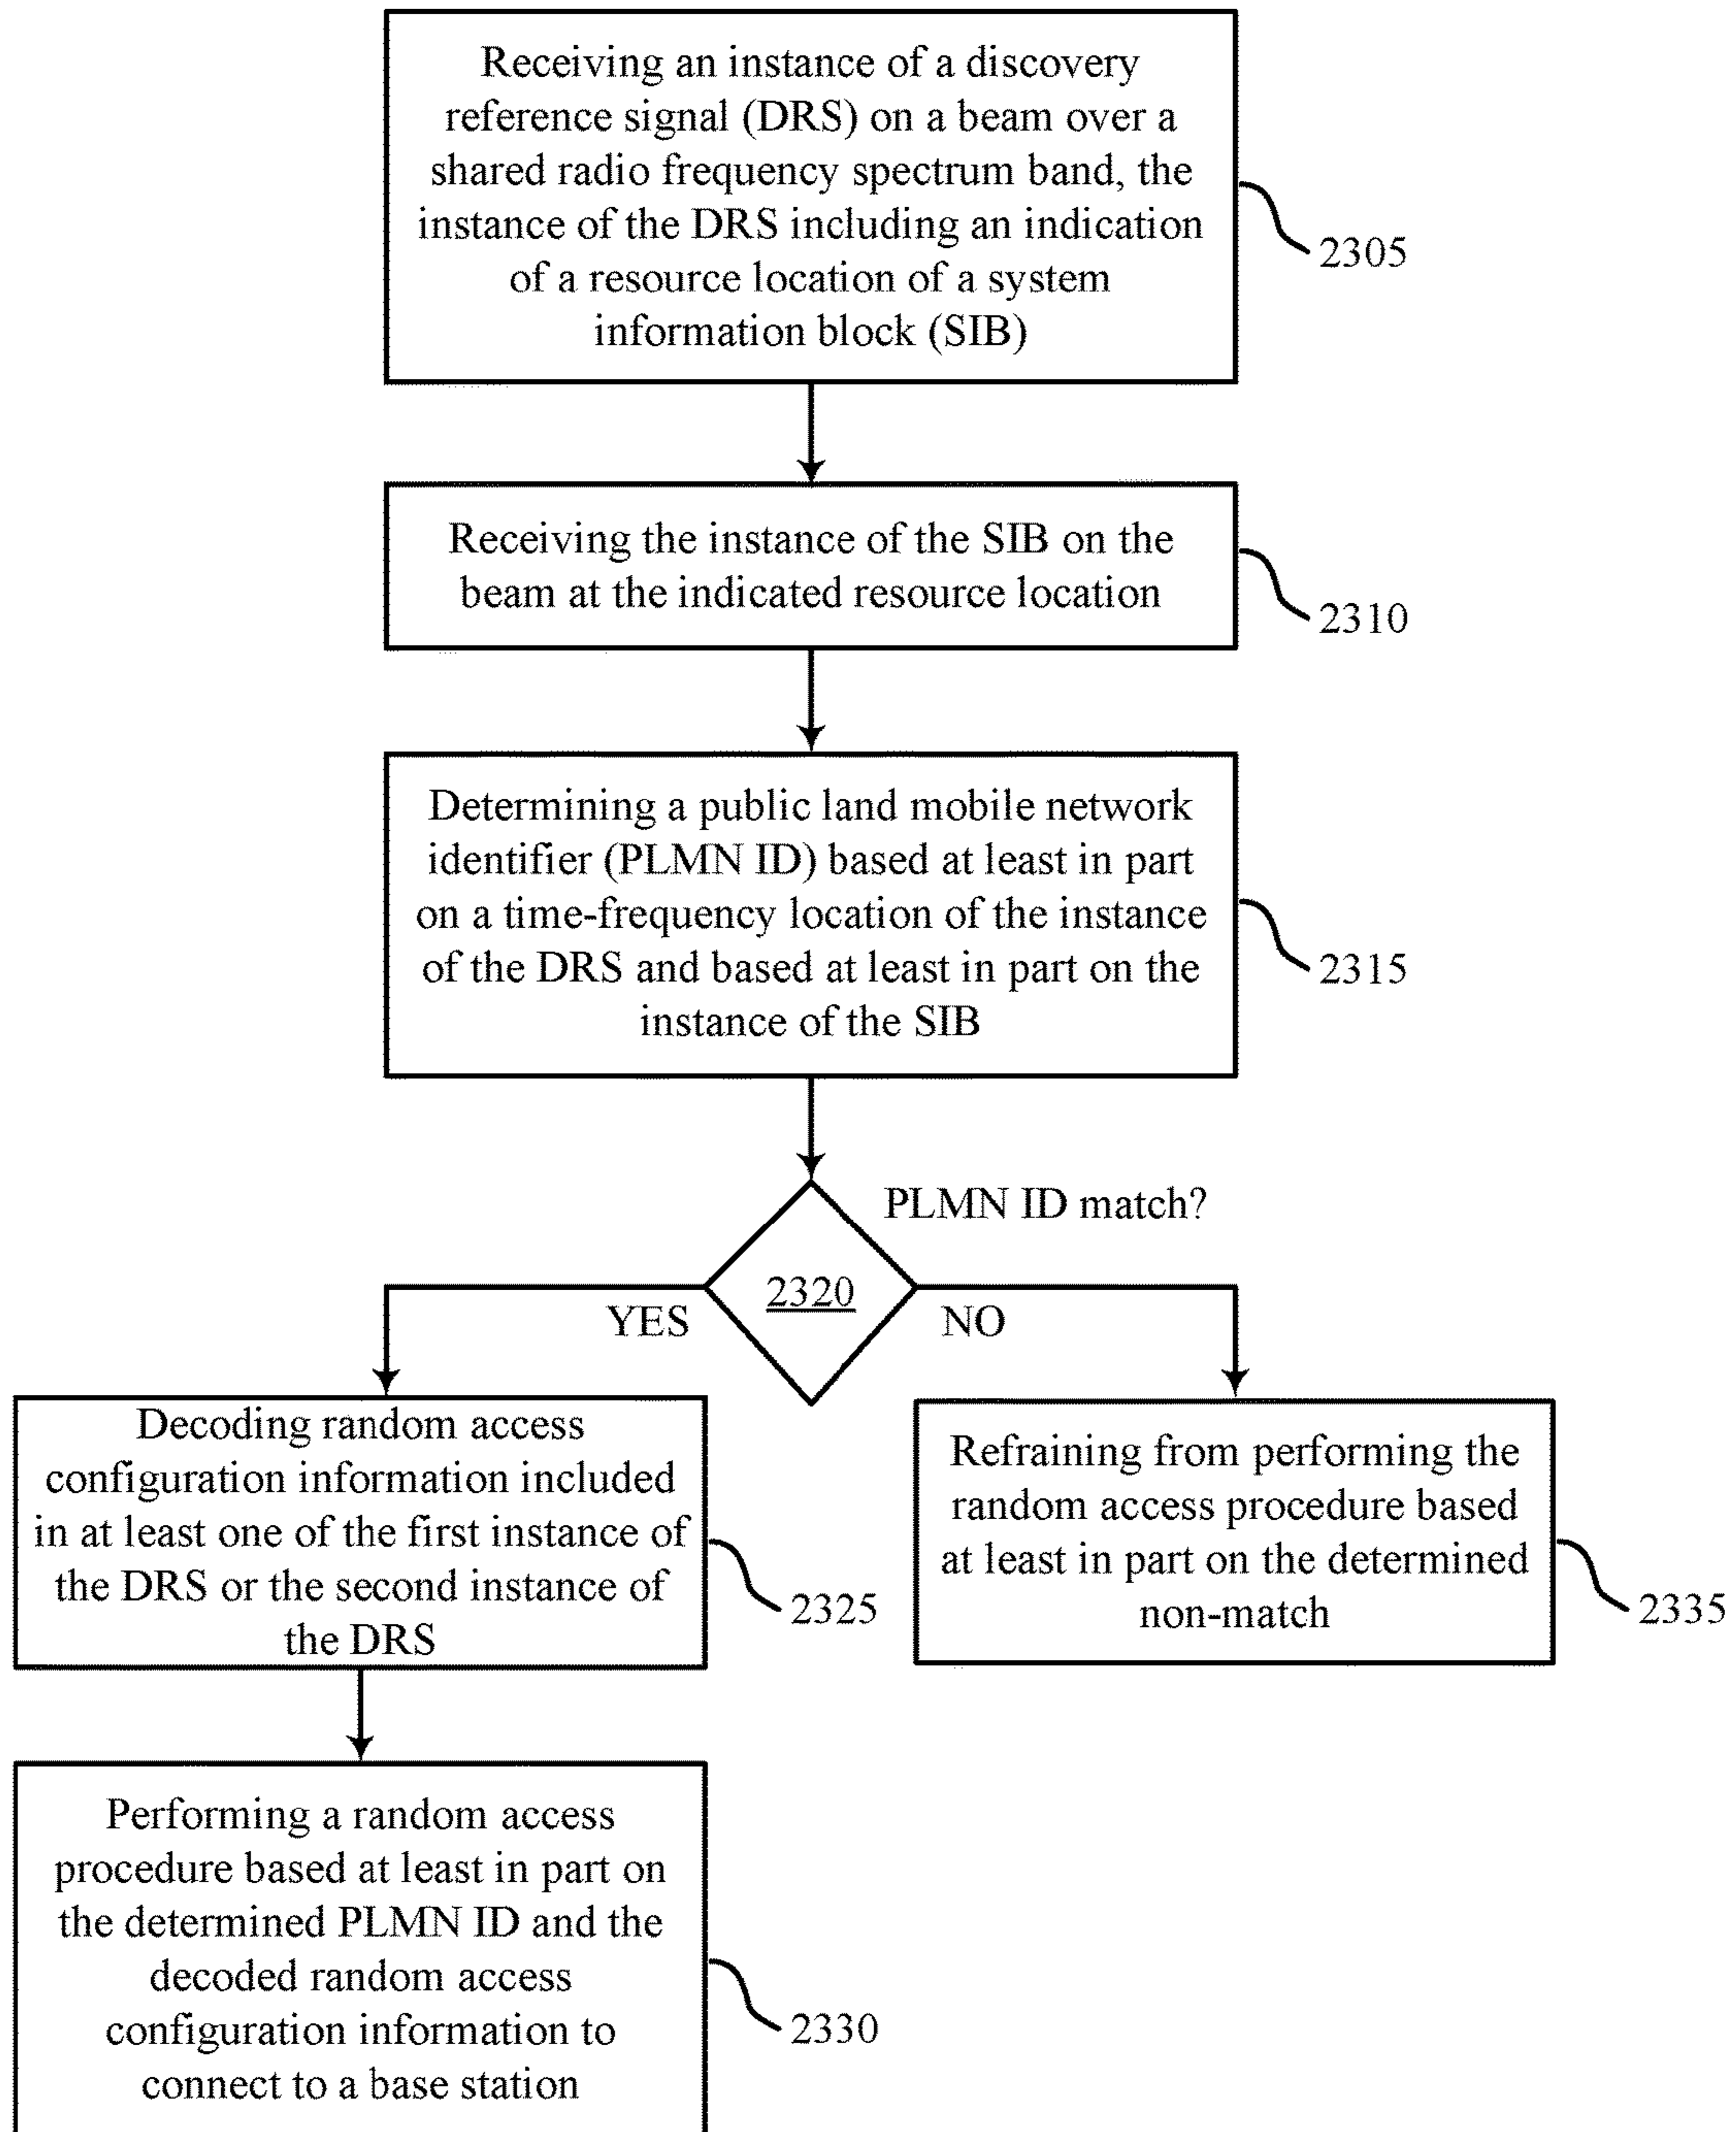 Receiving an instance of a discovery
reference signal (DRS) on a beam over a
shared radio frequency spectrum band, the
instance of the DRS including an indication
of a resource location of a system
information block (SIB)
2305
Receiving the instance of the SIB on the
beam at the indicated resource location
2310
Determining a public land mobile network
identifier (PLMN ID) based at least in part
on a time-frequency location of the instance
of the DRS and based at least in part on the
instance of the SIB
2315
PLMN ID match?
2320
YES
NO
Decoding random access
configuration information included
in at least one of the first instance of
the DRS or the second instance of
the DRS
2325
Refraining from performing the
random access procedure based
at least in part on the determined
non-match
2335
Performing a random access
procedure based at least in part on
the determined PLMN ID and the
decoded random access
configuration information to
connect to a base station
2330